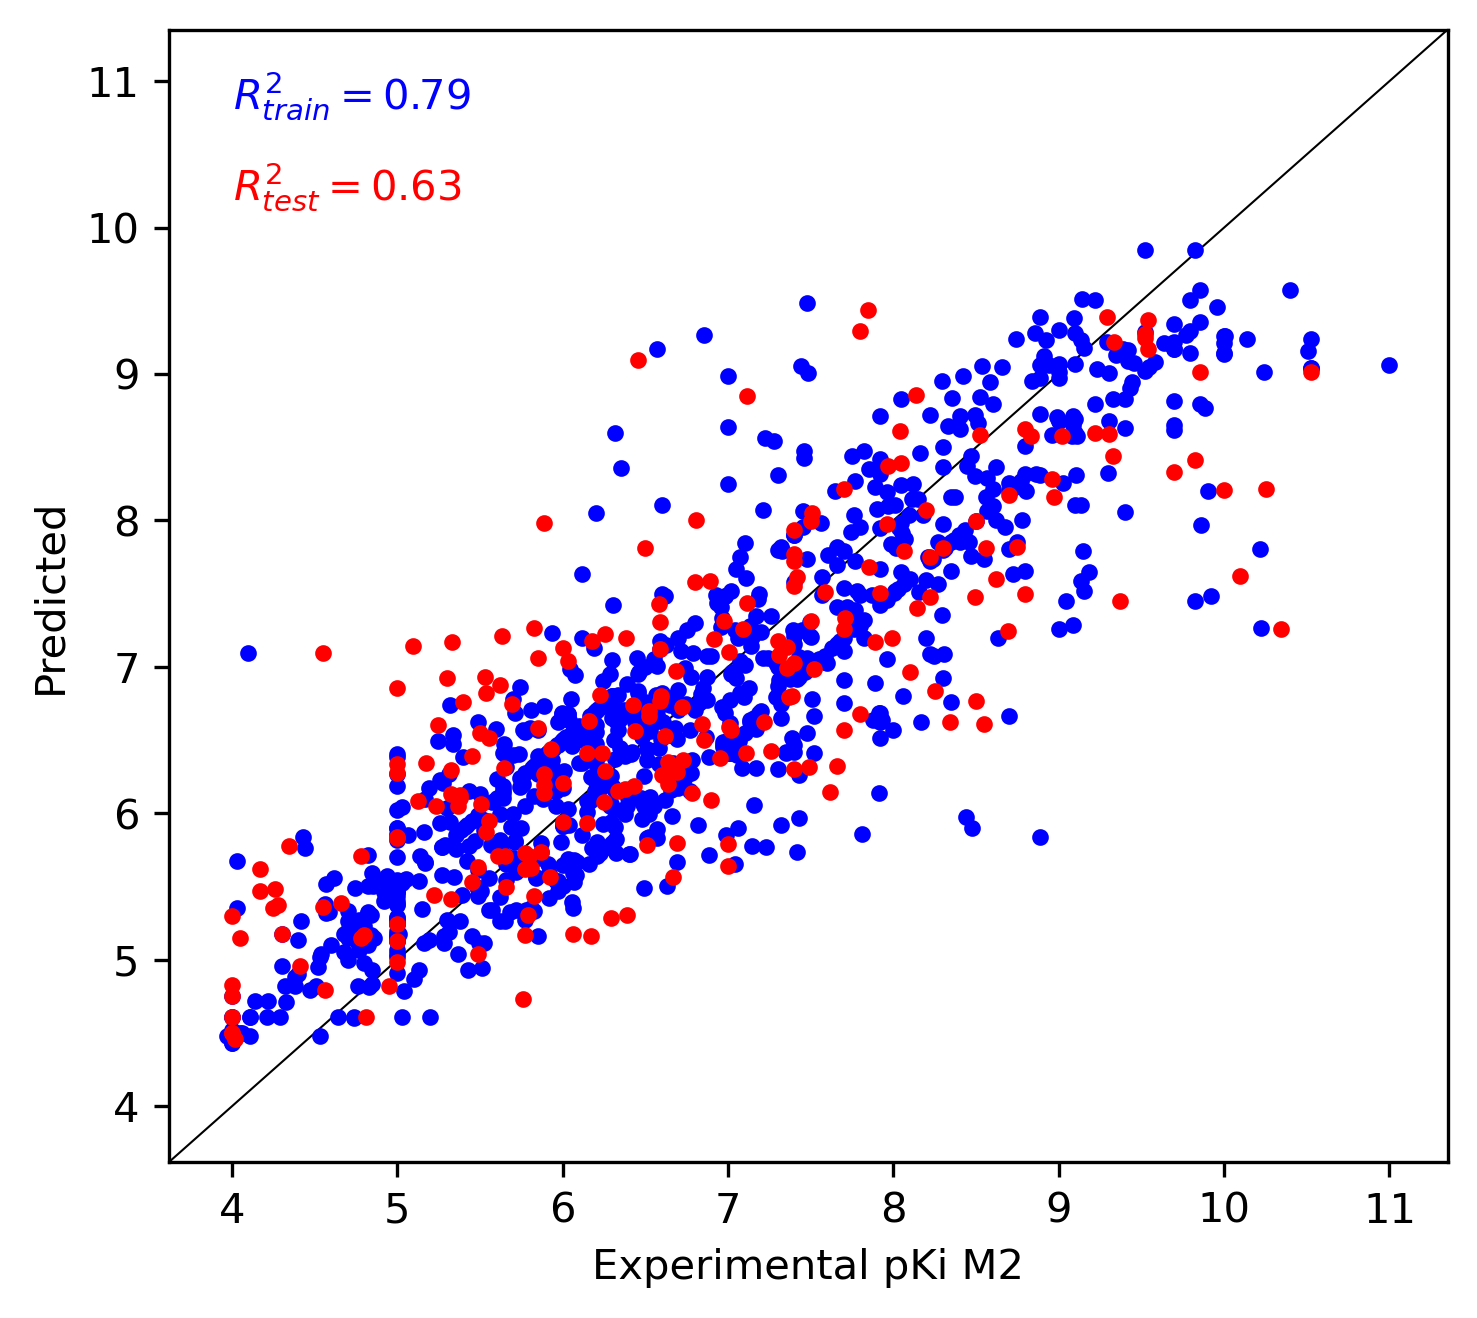 11
10
9
8
7
6
5
4
Predicted
R²train = 0.79
R²test = 0.63
4 5 6 7 8 9 10 11
Experimental pKi M2